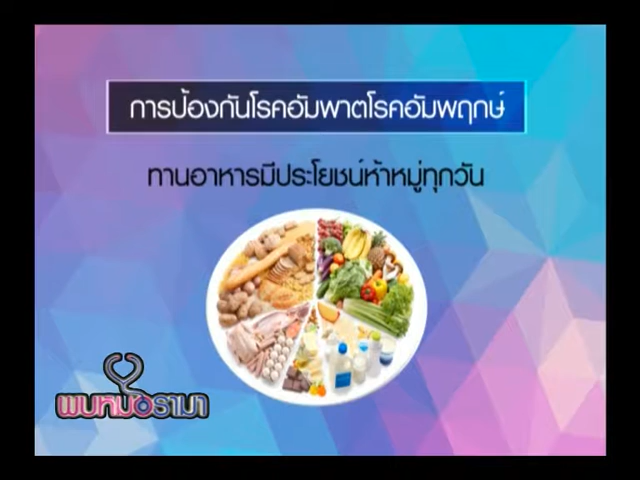 การป้องกันโรคอัมพาตโรคอัมพฤกษ์
ทานอาหารมีประโยชน์ห้าหมู่ทุกวัน
พบหมอรามา